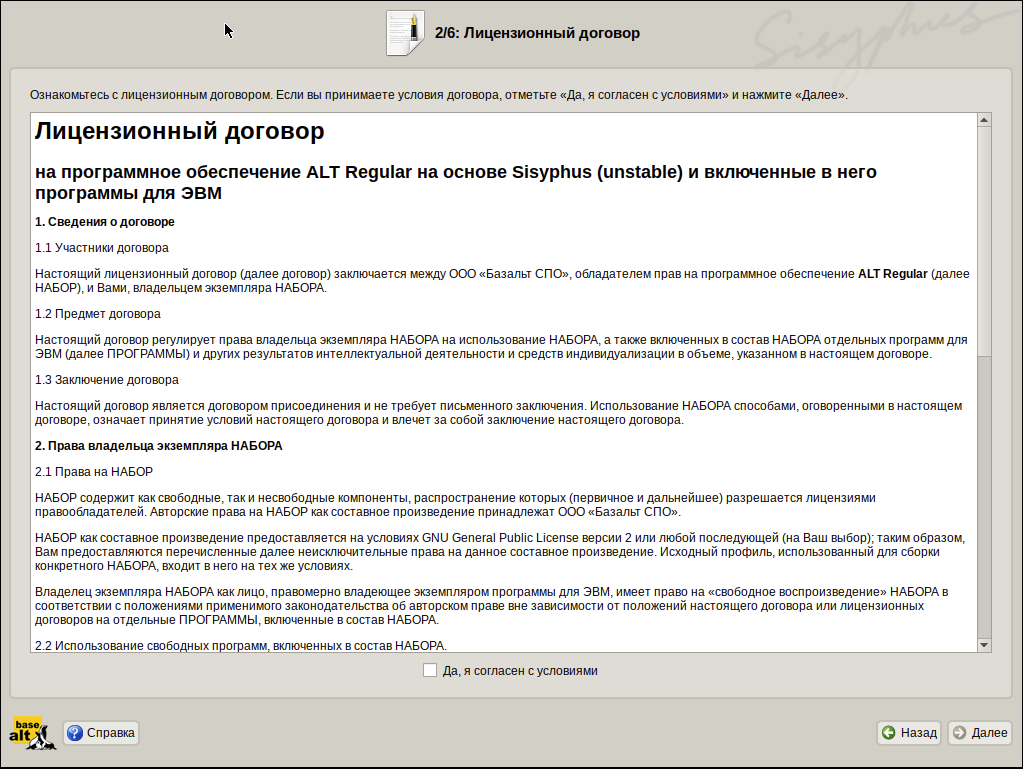 Sisyphus
2/6: Лицензионный договор
Ознакомьтесь с лицензионным договором. Если вы принимаете условия договора, отметьте «Да, я согласен с условиями» и нажмите «Далее».
Лицензионный договор
на программное обеспечение ALT Regular на основе Sisyphus (unstable) и включенные в него
программы для ЭВМ
1. Сведения о договоре
1.1 Участники договора
Настоящий лицензионный договор (далее договор) заключается между ООО «Базальт СПО», обладателем прав на программное обеспечение ALT Regular (далее
НАБОР), и Вами, владельцем экземпляра НАБОРА.
1.2 Предмет договора
Настоящий договор регулирует права владельца экземпляра НАБОРА на использование НАБОРА, а также включенных в состав НАБОРА отдельных программ для
ЭВМ (далее ПРОГРАММЫ) и других результатов интеллектуальной деятельности и средств индивидуализации в объеме, указанном в настоящем договоре.
1.3 Заключение договора
Настоящий договор является договором присоединения и не требует письменного заключения. Использование НАБОРА способами, оговоренными в настоящем
договоре, означает принятие условий настоящего договора и влечет за собой заключение настоящего договора.
2. Права владельца экземпляра НАБОРА
2.1 Права на НАБОР
НАБОР содержит как свободные, так и несвободные компоненты, распространение которых (первичное и дальнейшее) разрешается лицензиями
правообладателей. Авторские права на НАБОР как составное произведение принадлежат ООО «Базальт СПО».
НАБОР как составное произведение предоставляется на условиях GNU General Public License версии 2 или любой последующей (на Ваш выбор); таким образом,
Вам предоставляются перечисленные далее неисключительные права на данное составное произведение. Исходный профиль, использованный для сборки
конкретного НАБОРА, входит в него на тех же условиях.
Владелец экземпляра НАБОРА как лицо, правомерно владеющее экземпляром программы для ЭВМ, имеет право на «свободное воспроизведение» НАБОРА в
соответствии с положениями применимого законодательства об авторском праве вне зависимости от положений настоящего договора или лицензионных
договоров на отдельные ПРОГРАММЫ, включенные в состав НАБОРА.
2.2 Использование свободных программ, включенных в состав НАБОРА.
Да, я согласен с условиями
base
alt
Справка
Назад
Далее